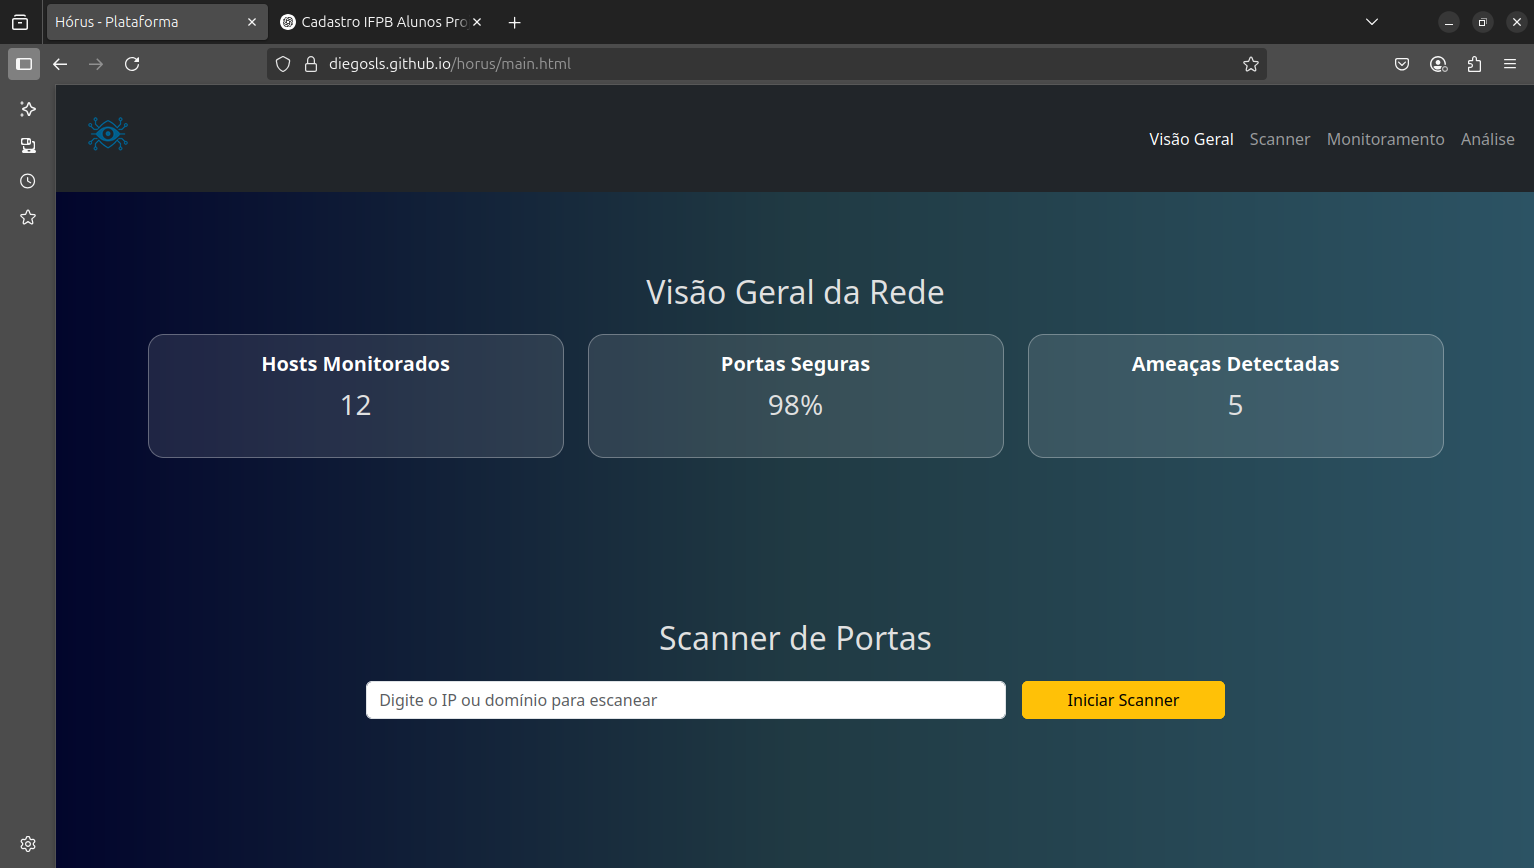 Hórus - Plataforma
Cadastro IFPB Alunos Pro
diegosls.github.io/horus/main.html
Visão Geral Scanner Monitoramento Análise
Visão Geral da Rede
Hosts Monitorados
12
Portas Seguras
98%
Ameaças Detectadas
5
Scanner de Portas
Digite o IP ou domínio para escanear
Iniciar Scanner